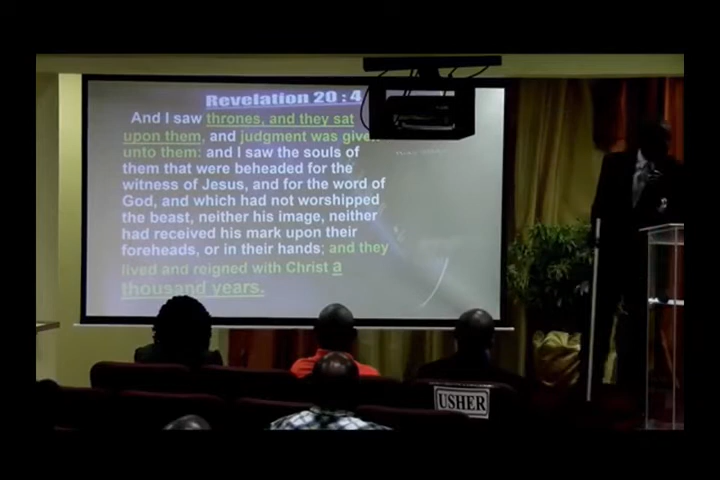 Revelation 20 : 4
And I saw thrones, and they sat
upon them, and judgment was given
unto them: and I saw the souls of
them that were beheaded for the
witness of Jesus, and for the word of
God, and which had not worshipped
the beast, neither his image, neither
had received his mark upon their
foreheads, or in their hands; and they
lived and reigned with Christ a
thousand years.
USHER